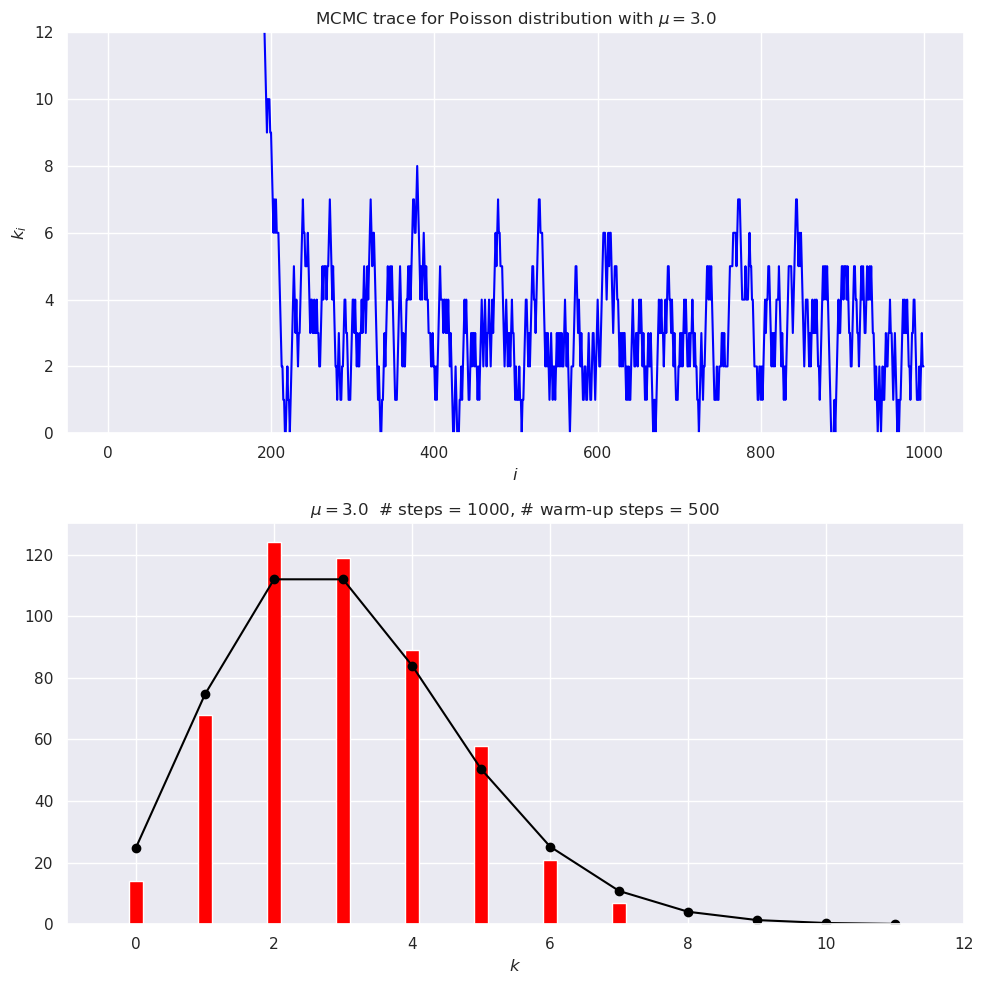 MCMC trace for Poisson distribution with μ = 3.0
12
10
8
6
4
2
0
k_i
0 200 400 600 800 1000
i
μ = 3.0 # steps = 1000, # warm-up steps = 500
120
100
80
60
40
20
0
0 2 4 6 8 10 12
k